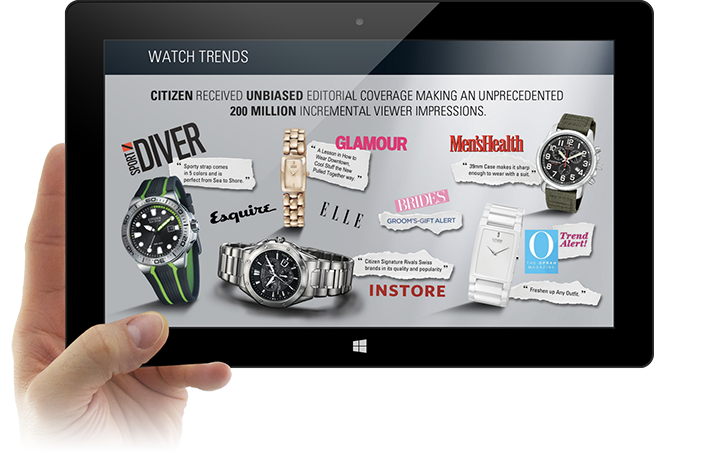 WATCH TRENDS
CITIZEN RECEIVED UNBIASED EDITORIAL COVERAGE MAKING AN UNPRECEDENTED
200 MILLION INCREMENTAL VIEWER IMPRESSIONS.
SPORT DIVER
“ Sporty strap comes
in 5 colors and is
perfect from Sea to Shore. ”
“ A Lesson in How to
Wear Downtown,
Cool Stuff the New
Pulled Together way. ”
GLAMOUR
Men'sHealth
“ 39mm Case makes it sharp
enough to wear with a suit. ”
Esquire
ELLE
BRIDES
GROOM'S-GIFT ALERT
“ Citizen Signature Rivals Swiss
brands in its quality and popularity ”
INSTORE
O
THE OPRAH
MAGAZINE
Trend
Alert!
“ Freshen up Any Outfit. ”